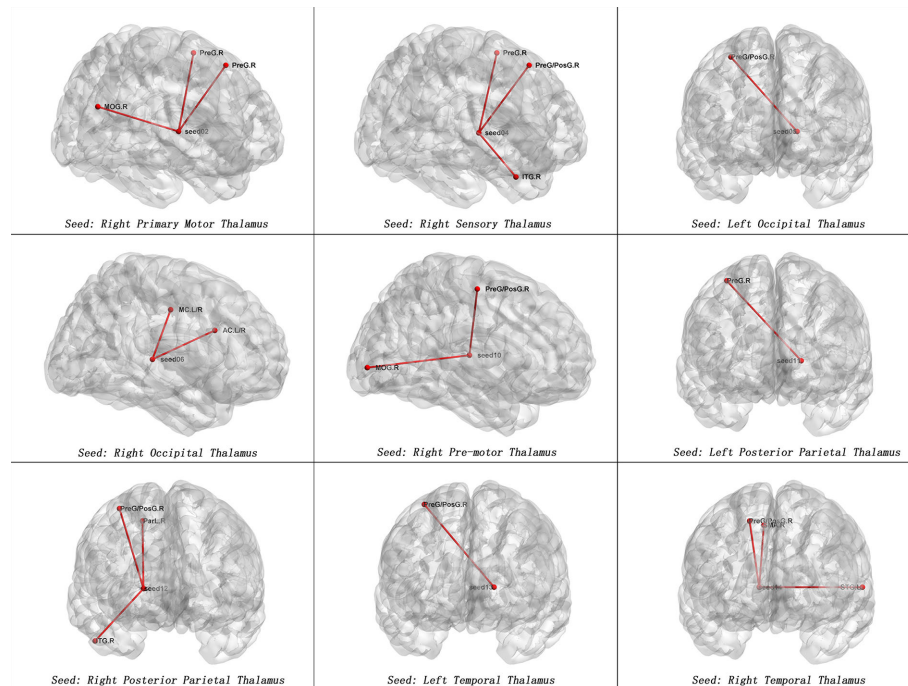 PreG.R
PreG.R
MOG.R
seed02
Seed: Right Primary Motor Thalamus
PreG.R
PreG/PosG.R
seed04
ITG.R
Seed: Right Sensory Thalamus
PreG/PosG.R
Seed: Left Occipital Thalamus
MC.L/R
AC.L/R
seed06
Seed: Right Occipital Thalamus
PreG/PosG.R
seed10
MOG.R
Seed: Right Pre-motor Thalamus
PreG.R
Seed: Left Posterior Parietal Thalamus
PreG/PosG.R
ParL.R
seed12
Seed: Right Posterior Parietal Thalamus
PreG/PosG.R
Seed: Left Temporal Thalamus
PreG/PosG.R
Seed: Right Temporal Thalamus